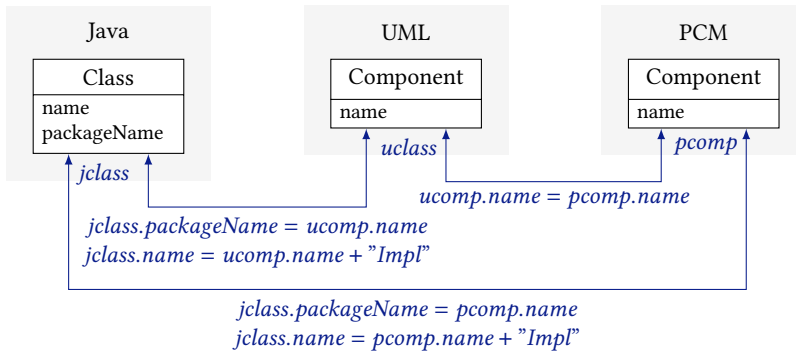 Java
UML
PCM
Class
name
packageName
Component
name
Component
name
jclass
uclass
pcomp
ucomp.name = pcomp.name
jclass.packageName = ucomp.name
jclass.name = ucomp.name + ”Impl”
jclass.packageName = pcomp.name
jclass.name = pcomp.name + ”Impl”